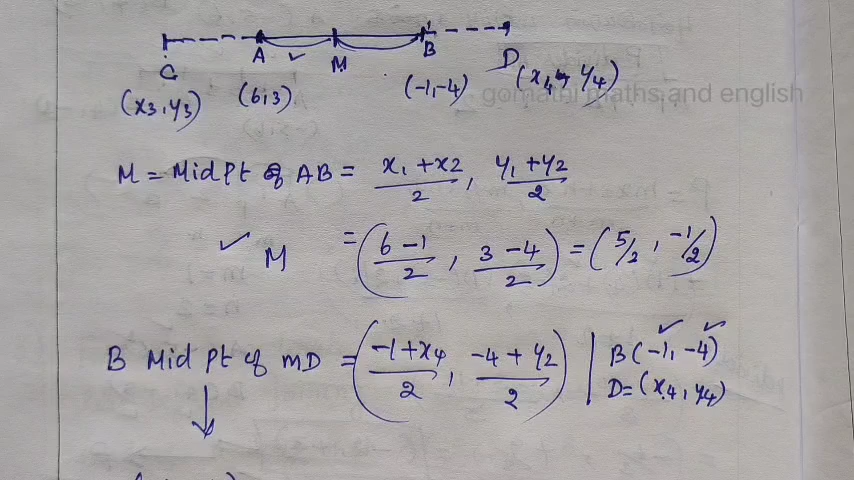 C A M B D
(x3, y3) (6,3) (-1,-4) (x4, y4)
gomathi maths and english
M = Mid Pt of AB = x1 + x2 / 2 , y1 + y2 / 2
✓ M = (6 - 1 / 2 , 3 - 4 / 2) = (5/2 , -1/2)
B Mid Pt of mD = (-1 + x4 / 2 , -4 + y2 / 2) | B (-1, -4)
D = (x4, y4)